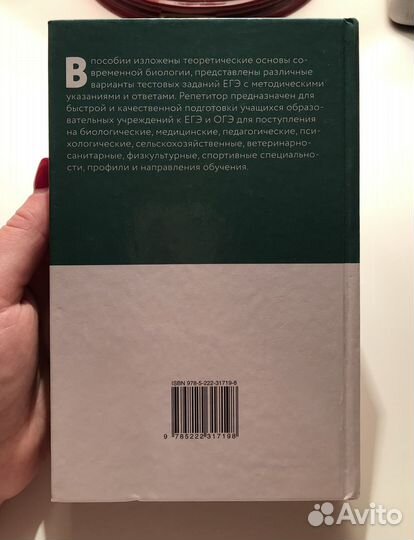 В пособии изложены теоретические основы со-
временной биологии, представлены различные
варианты тестовых заданий ЕГЭ с методическими
указаниями и ответами. Репетитор предназначен для
быстрой и качественной подготовки учащихся образо-
вательных учреждений к ЕГЭ и ОГЭ для поступления
на биологические, медицинские, педагогические, пси-
хологические, сельскохозяйственные, ветеринарно-
санитарные, физкультурные, спортивные специально-
сти, профили и направления обучения.
ISBN 978-5-222-31719-8
9 785222 317198
Avito